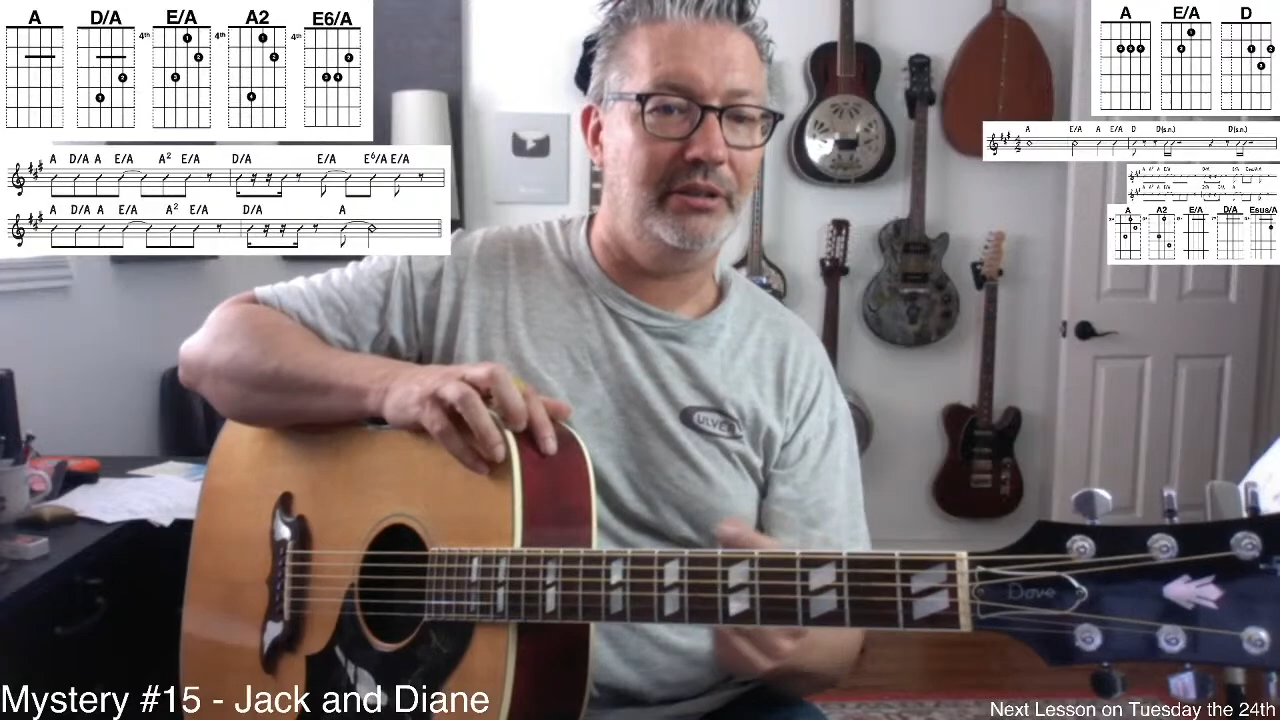 A D/A E/A A2 E6/A
4th 4th 4th
A D/A A E/A A2 E/A D/A E/A E6/A E/A
A D/A A E/A A2 E/A D/A A
A E/A D
A E/A A E/A D D(s.n.) D(s.n.)
A A2 E/A D/A Esus/A
ULVE
Dove
Mystery #15 - Jack and Diane
Next Lesson on Tuesday the 24th